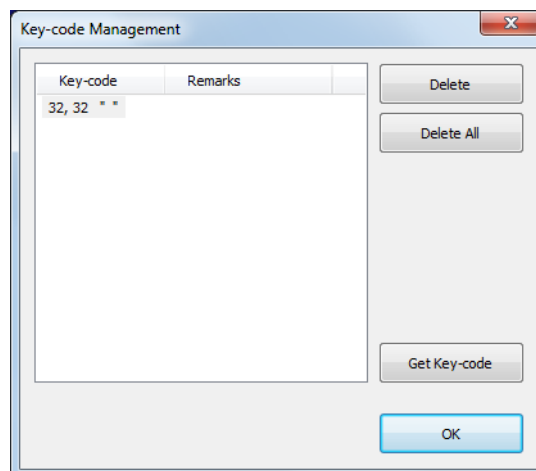 Key-code Management
Key-code Remarks
32, 32 " "
Delete
Delete All
Get Key-code
OK